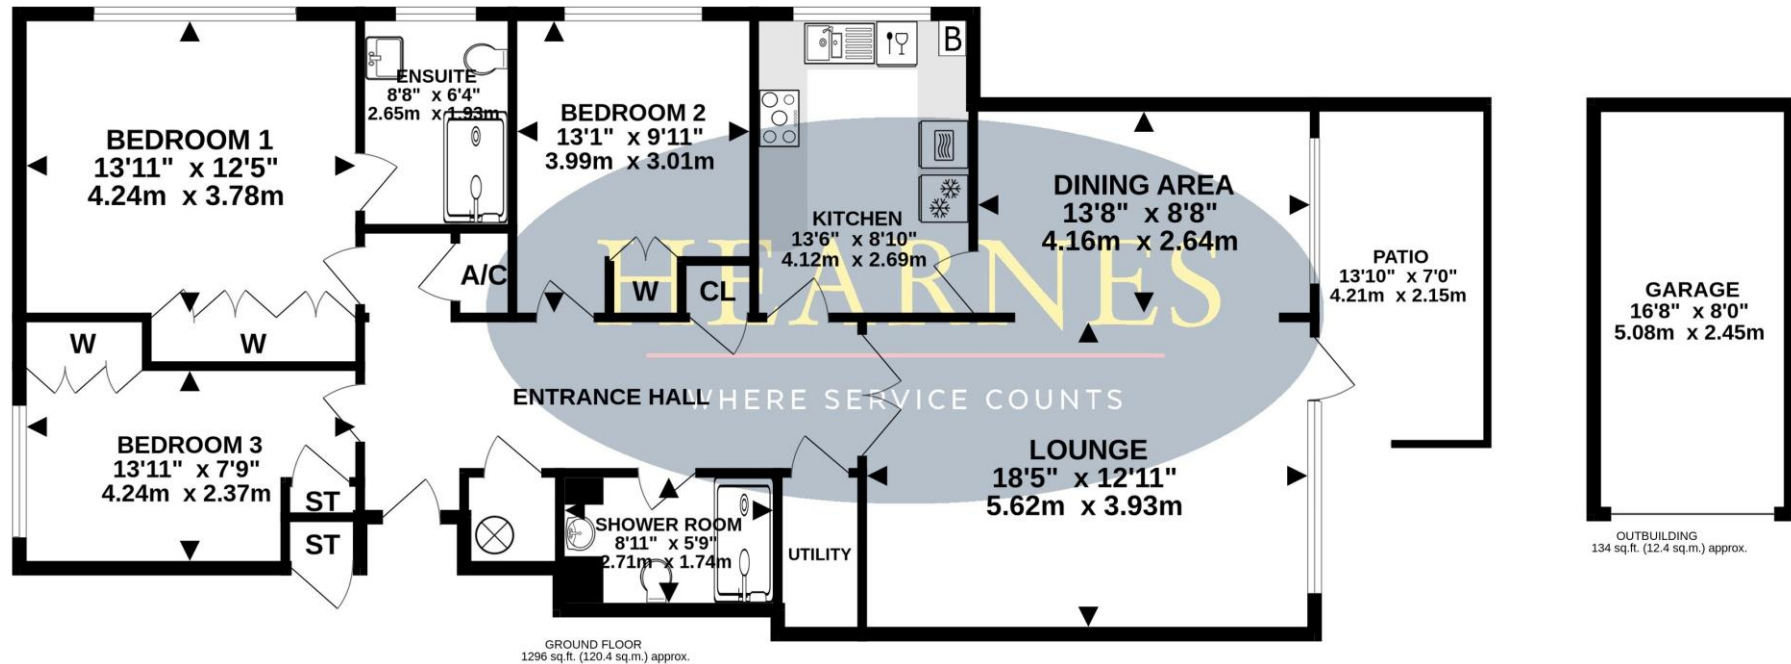 BEDROOM 1
13'11" x 12'5"
4.24m x 3.78m
ENSUITE
8'8" x 6'4"
2.65m x 1.93m
BEDROOM 2
13'1" x 9'11"
3.99m x 3.01m
B
KITCHEN
13'6" x 8'10"
4.12m x 2.69m
DINING AREA
13'8" x 8'8"
4.16m x 2.64m
PATIO
13'10" x 7'0"
4.21m x 2.15m
GARAGE
16'8" x 8'0"
5.08m x 2.45m
A/C
W
CL
W
W
HEARNES
WHERE SERVICE COUNTS
ENTRANCE HALL
BEDROOM 3
13'11" x 7'9"
4.24m x 2.37m
ST
ST
SHOWER ROOM
8'11" x 5'9"
2.71m x 1.74m
UTILITY
LOUNGE
18'5" x 12'11"
5.62m x 3.93m
OUTBUILDING
134 sq.ft. (12.4 sq.m.) approx.
GROUND FLOOR
1296 sq.ft. (120.4 sq.m.) approx.